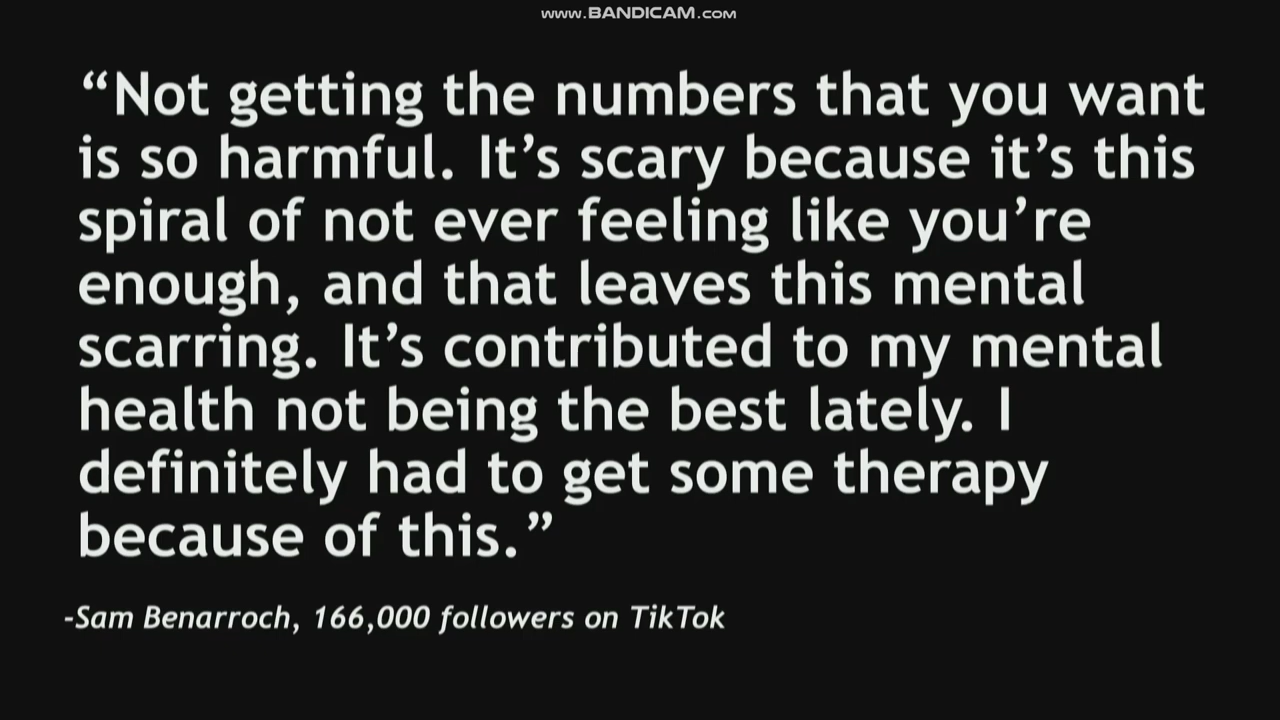 www.BANDICAM.com
“Not getting the numbers that you want
is so harmful. It’s scary because it’s this
spiral of not ever feeling like you’re
enough, and that leaves this mental
scarring. It’s contributed to my mental
health not being the best lately. I
definitely had to get some therapy
because of this.”
-Sam Benarroch, 166,000 followers on TikTok